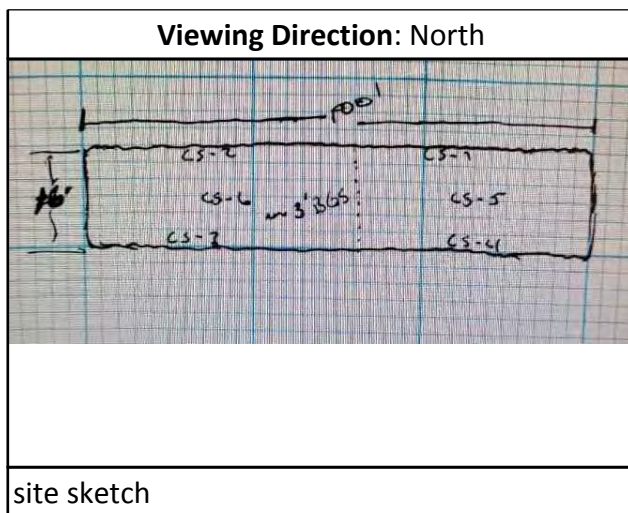 Viewing Direction: North
100'
CS-2 CS-1
CS-6 ~ 3' BGS CS-5
CS-3 CS-4
site sketch